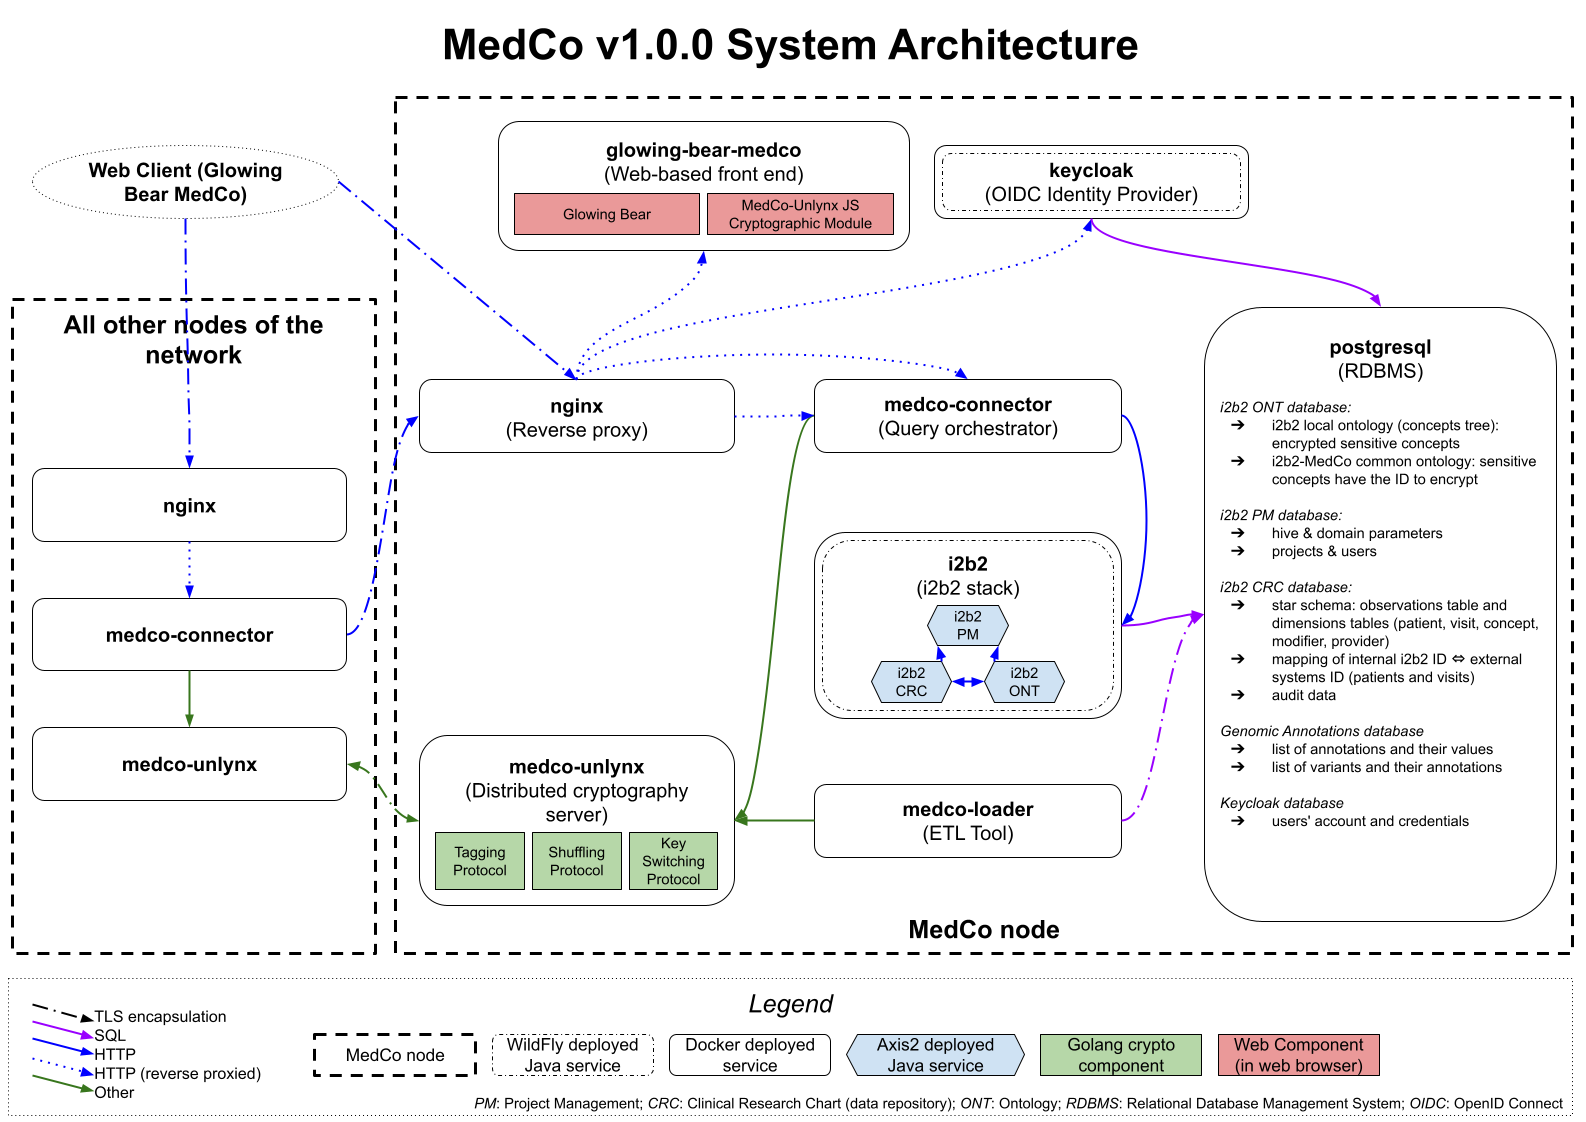 MedCo v1.0.0 System Architecture
Web Client (Glowing
Bear MedCo)
All other nodes of the
network
nginx
medco-connector
medco-unlynx
glowing-bear-medco
(Web-based front end)
Glowing Bear
MedCo-Unlynx JS
Cryptographic Module
keycloak
(OIDC Identity Provider)
nginx
(Reverse proxy)
medco-connector
(Query orchestrator)
i2b2
(i2b2 stack)
i2b2
PM
i2b2
CRC
i2b2
ONT
medco-unlynx
(Distributed cryptography
server)
Tagging
Protocol
Shuffling
Protocol
Key
Switching
Protocol
medco-loader
(ETL Tool)
postgresql
(RDBMS)
i2b2 ONT database:
➔ i2b2 local ontology (concepts tree):
encrypted sensitive concepts
➔ i2b2-MedCo common ontology: sensitive
concepts have the ID to encrypt
i2b2 PM database:
➔ hive & domain parameters
➔ projects & users
i2b2 CRC database:
➔ star schema: observations table and
dimensions tables (patient, visit, concept,
modifier, provider)
➔ mapping of internal i2b2 ID ⇔ external
systems ID (patients and visits)
➔ audit data
Genomic Annotations database
➔ list of annotations and their values
➔ list of variants and their annotations
Keycloak database
➔ users' account and credentials
MedCo node
Legend
TLS encapsulation
SQL
HTTP
HTTP (reverse proxied)
Other
MedCo node
WildFly deployed
Java service
Docker deployed
service
Axis2 deployed
Java service
Golang crypto
component
Web Component
(in web browser)
PM: Project Management; CRC: Clinical Research Chart (data repository); ONT: Ontology; RDBMS: Relational Database Management System; OIDC: OpenID Connect